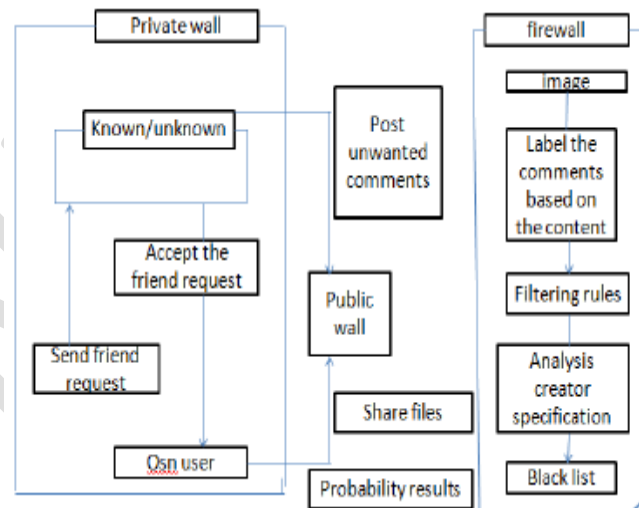 Private wall
Known/unknown
Accept the
friend request
Send friend
request
Osn user
Post
unwanted
comments
Public
wall
Share files
Probability results
firewall
image
Label the
comments
based on
the content
Filtering rules
Analysis
creator
specification
Black list